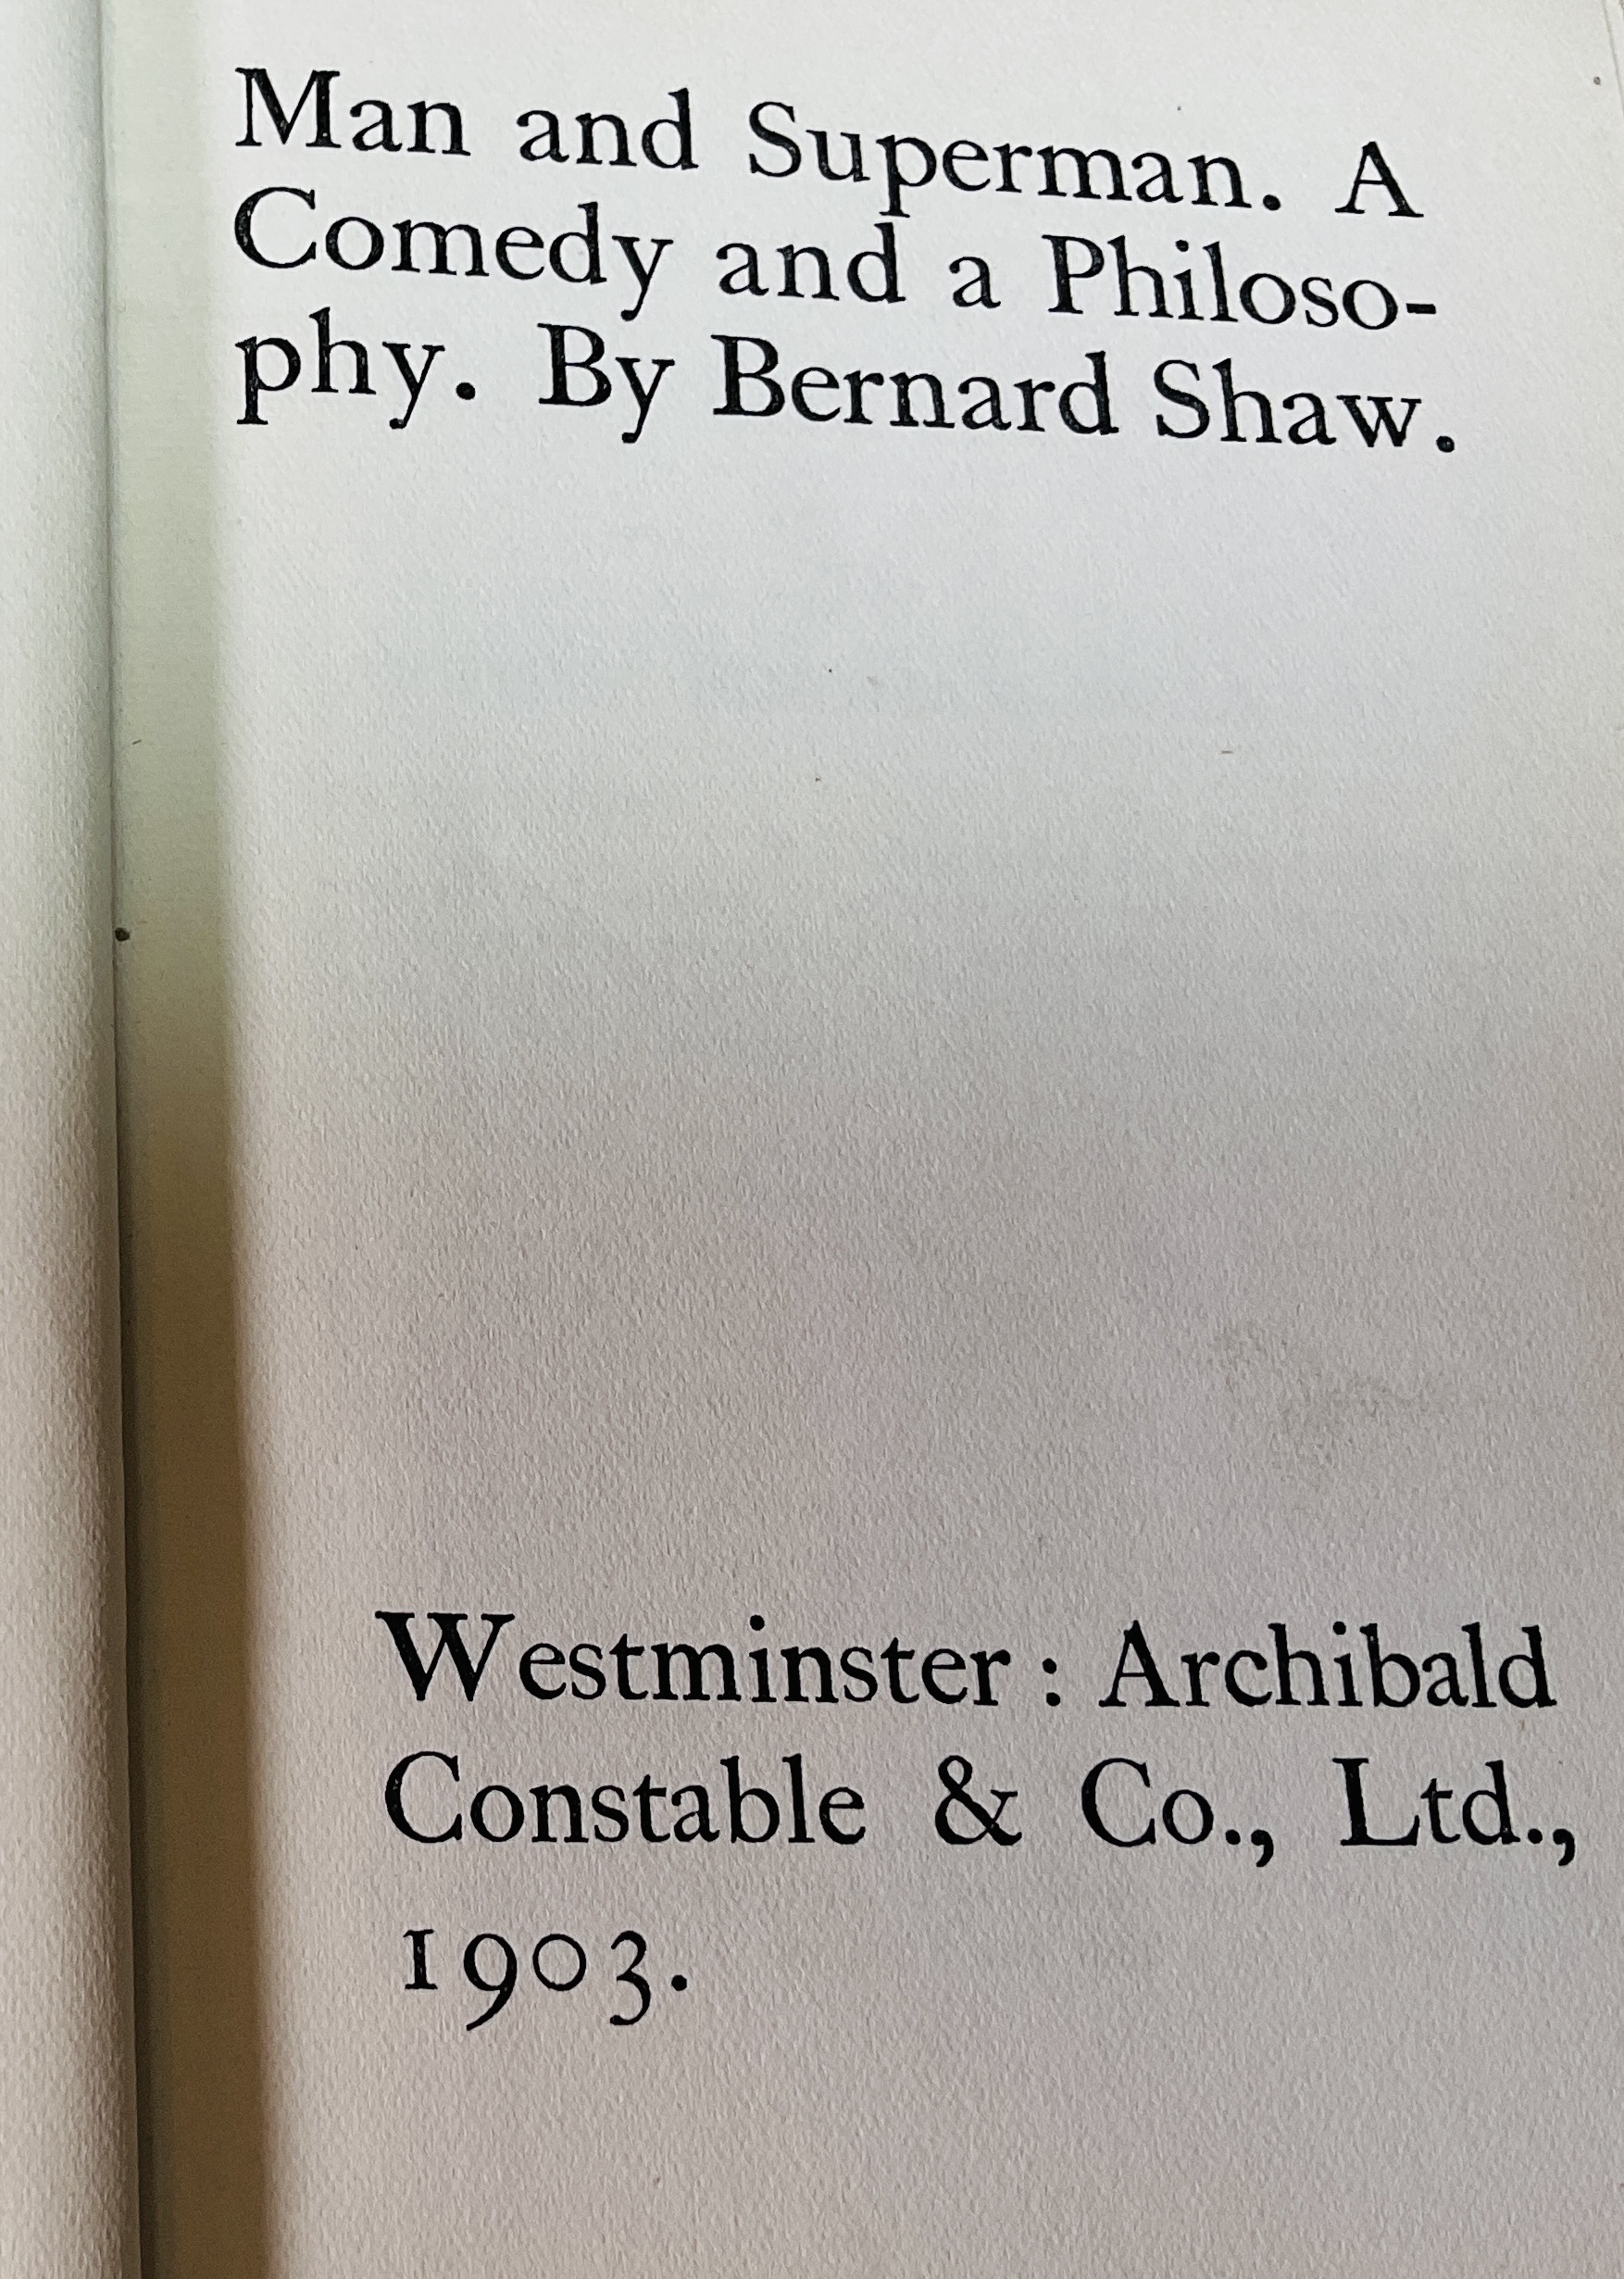 Man and Superman. A
Comedy and a Philoso-
phy. By Bernard Shaw.
Westminster : Archibald
Constable & Co., Ltd.,
1903.